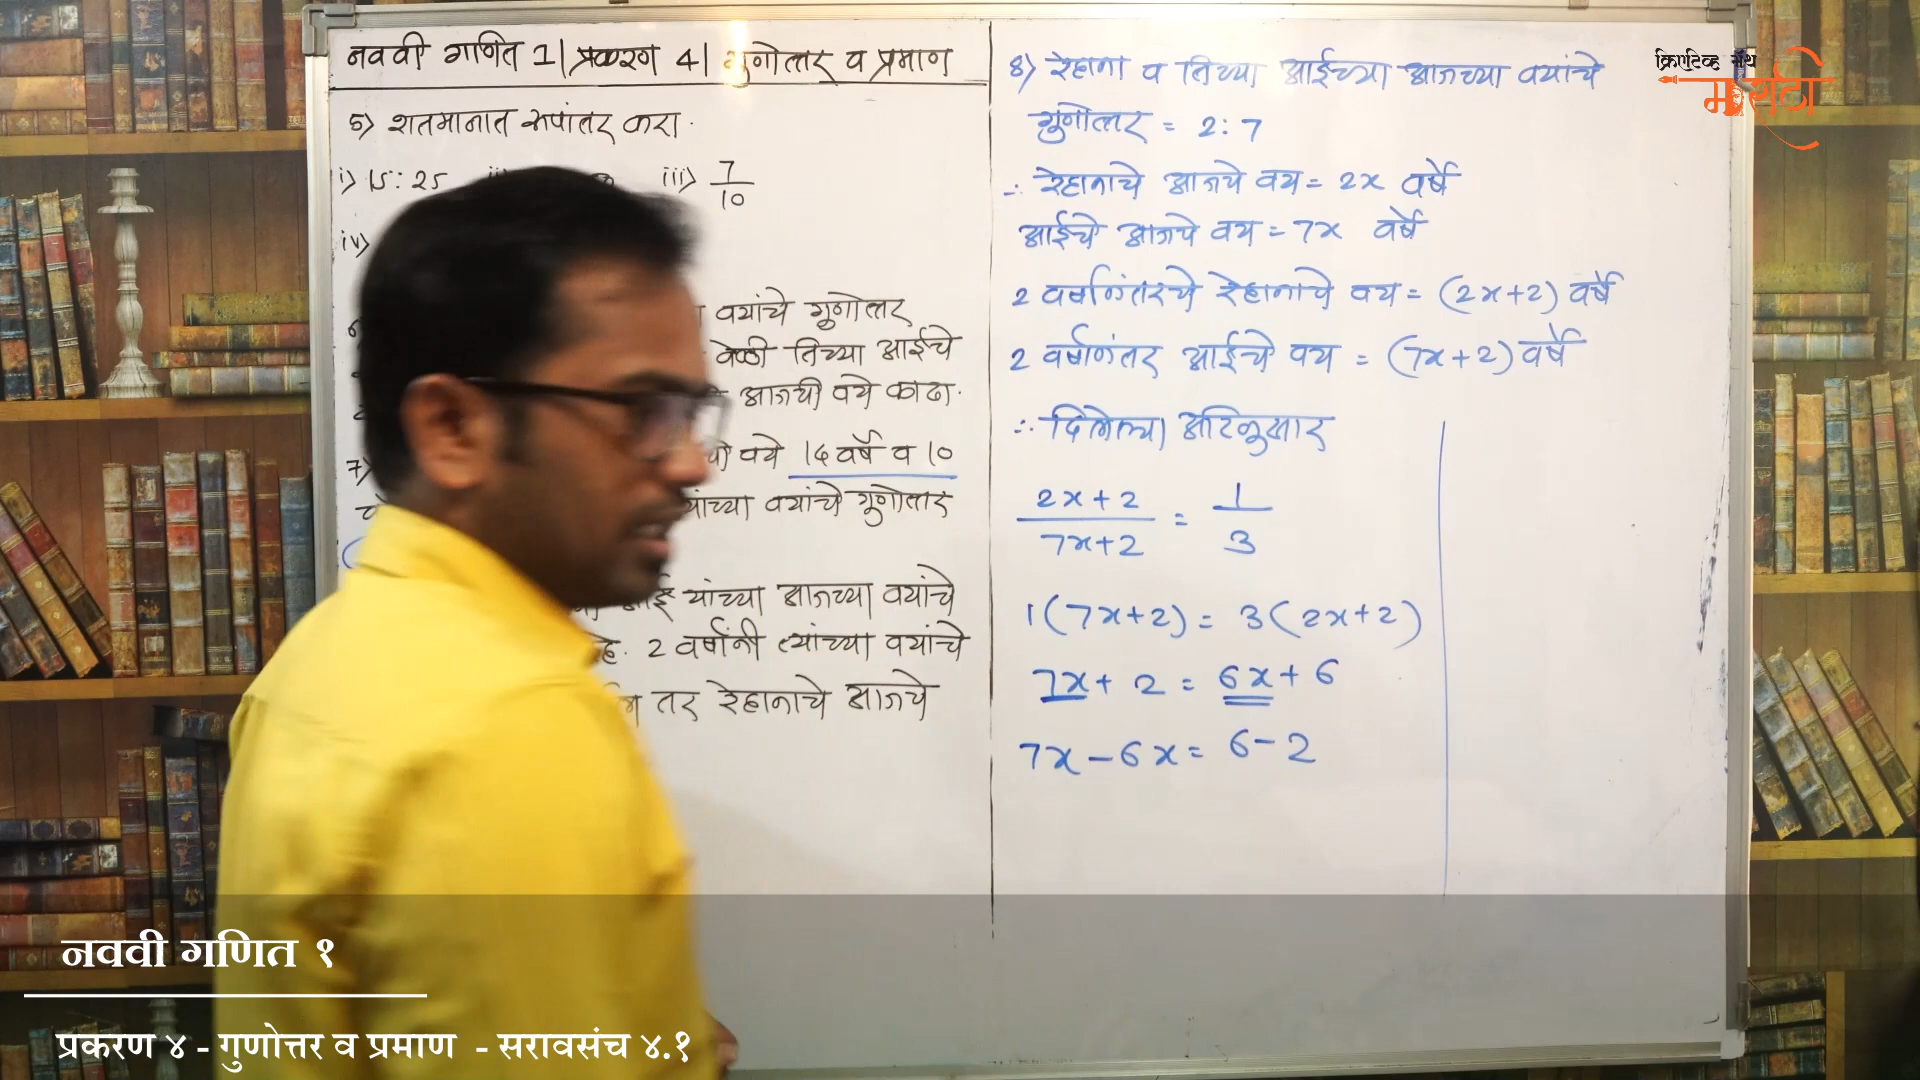 नववी गणित 1| प्रकरण 4| गुणोत्तर व प्रमाण
5) शतमानात रूपांतर करा.
i) 15 : 25 iii) 7/10
iv)
वयांचे गुणोत्तर
वेळी तिच्या आईचे
आजची वये काढा.
7) वये 14 वर्षे व 10
यांच्या वयांचे गुणोत्तर
आई यांच्या आजच्या वयांचे
2 वर्षांनी त्यांच्या वयांचे
तर रेहानाचे आजचे
8) रेहाना व तिच्या आईच्या आजच्या वयांचे
गुणोत्तर = 2 : 7
∴ रेहानाचे आजचे वय = 2x वर्षे
आईचे आजचे वय = 7x वर्षे
2 वर्षानंतरचे रेहानाचे वय = (2x+2) वर्षे
2 वर्षानंतर आईचे वय = (7x+2) वर्षे
∴ दिलेल्या अटिनुसार
2x+2/7x+2 = 1/3
1(7x+2) = 3(2x+2)
7x + 2 = 6x + 6
7x - 6x = 6 - 2
क्रिएटिव्ह मॅथ
मराठी
नववी गणित १
प्रकरण ४ - गुणोत्तर व प्रमाण - सरावसंच ४.१